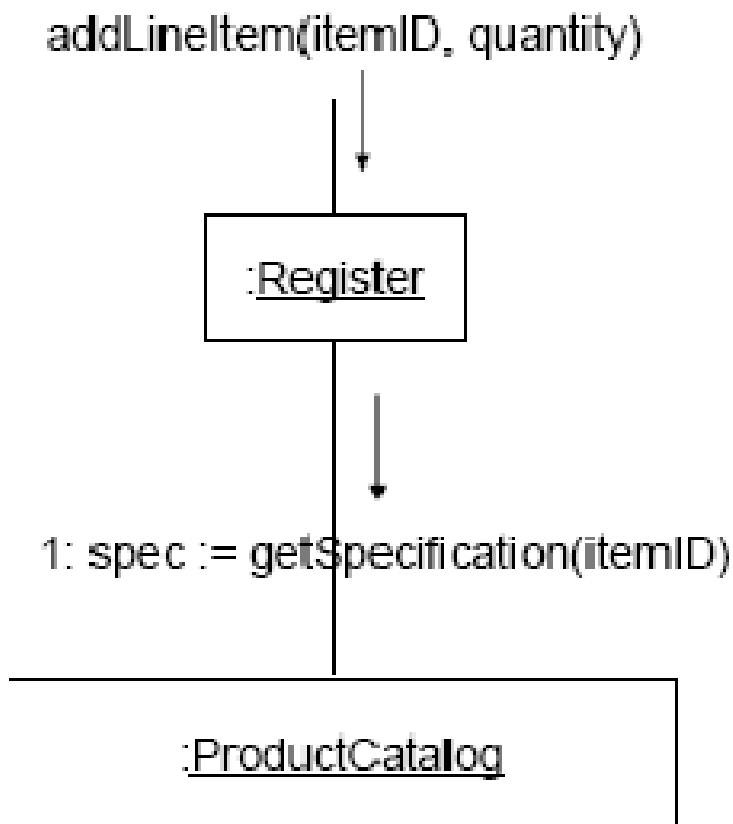 addLineItem(itemID, quantity)
:Register
1: spec := getSpecification(itemID)
:ProductCatalog